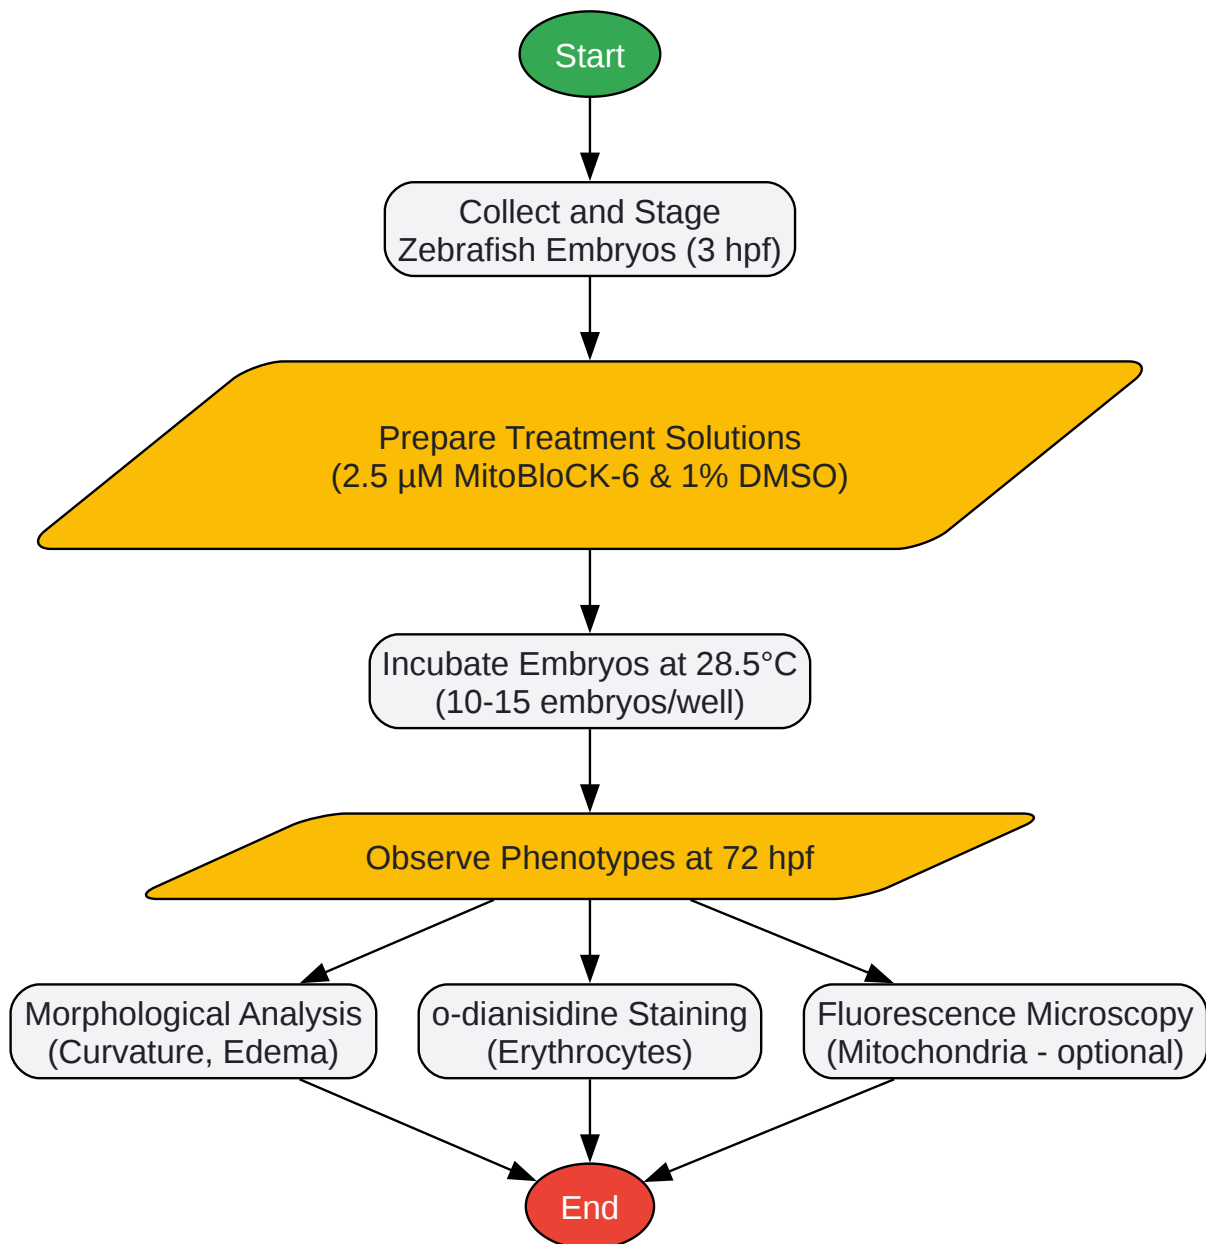 Start
Collect and Stage
Zebrafish Embryos (3 hpf)
Prepare Treatment Solutions
(2.5 µM MitoBloCK-6 & 1% DMSO)
Incubate Embryos at 28.5°C
(10-15 embryos/well)
Observe Phenotypes at 72 hpf
Morphological Analysis
(Curvature, Edema)
o-dianisidine Staining
(Erythrocytes)
Fluorescence Microscopy
(Mitochondria - optional)
End